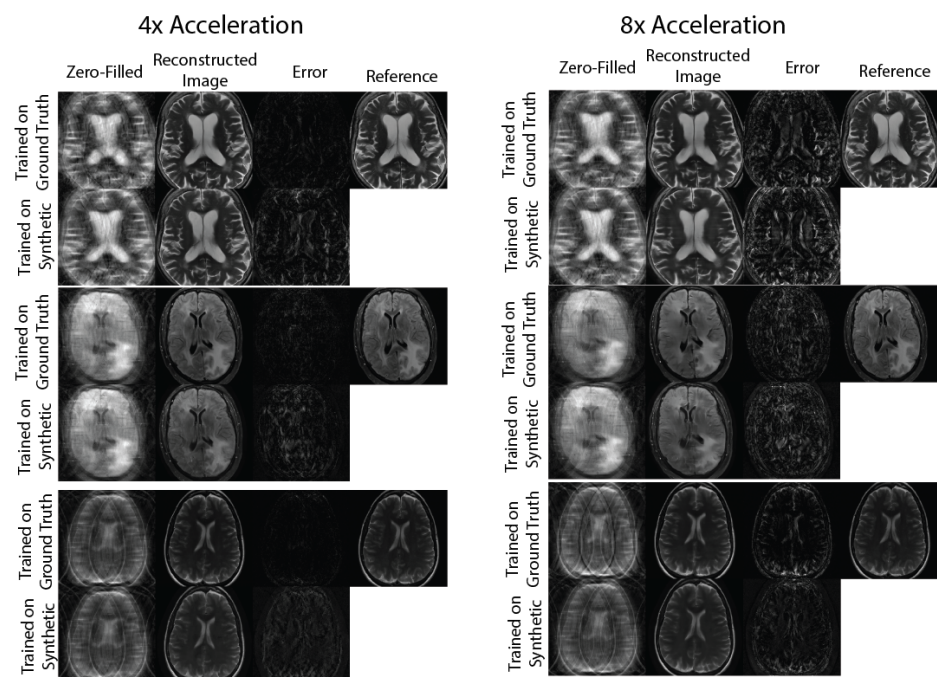 4x Acceleration
Zero-Filled
Reconstructed
Image
Error
Reference
Trained on
Ground Truth
Trained on
Synthetic
Trained on
Ground Truth
Trained on
Synthetic
Trained on
Ground Truth
Trained on
Synthetic
8x Acceleration
Zero-Filled
Reconstructed
Image
Error
Reference
Trained on
Ground Truth
Trained on
Synthetic
Trained on
Ground Truth
Trained on
Synthetic
Trained on
Ground Truth
Trained on
Synthetic